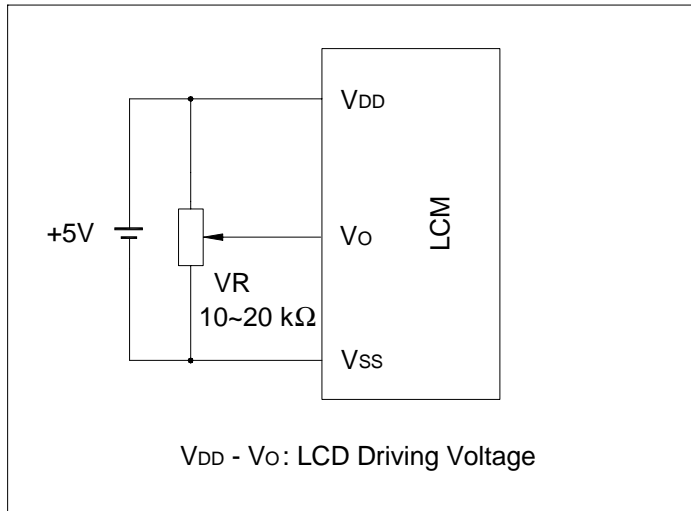 VDD
+5V
VO
LCM
VR
10~20 kΩ
VSS
VDD - VO: LCD Driving Voltage